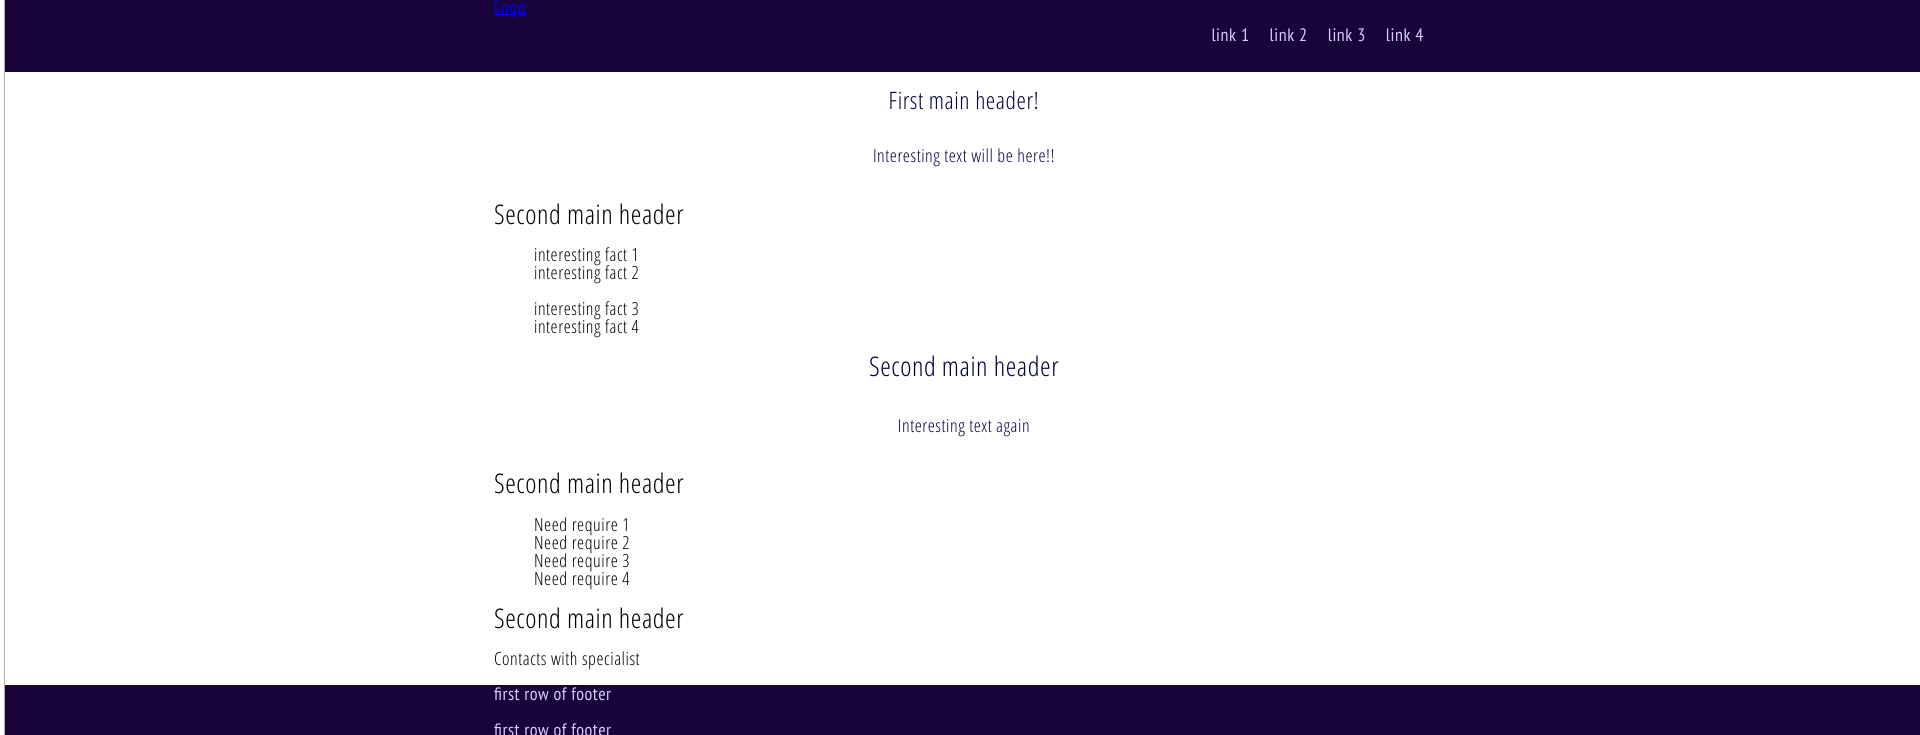 Logo
link 1 link 2 link 3 link 4
First main header!
Interesting text will be here!!
Second main header
interesting fact 1
interesting fact 2
interesting fact 3
interesting fact 4
Second main header
Interesting text again
Second main header
Need require 1
Need require 2
Need require 3
Need require 4
Second main header
Contacts with specialist
first row of footer
first row of footer